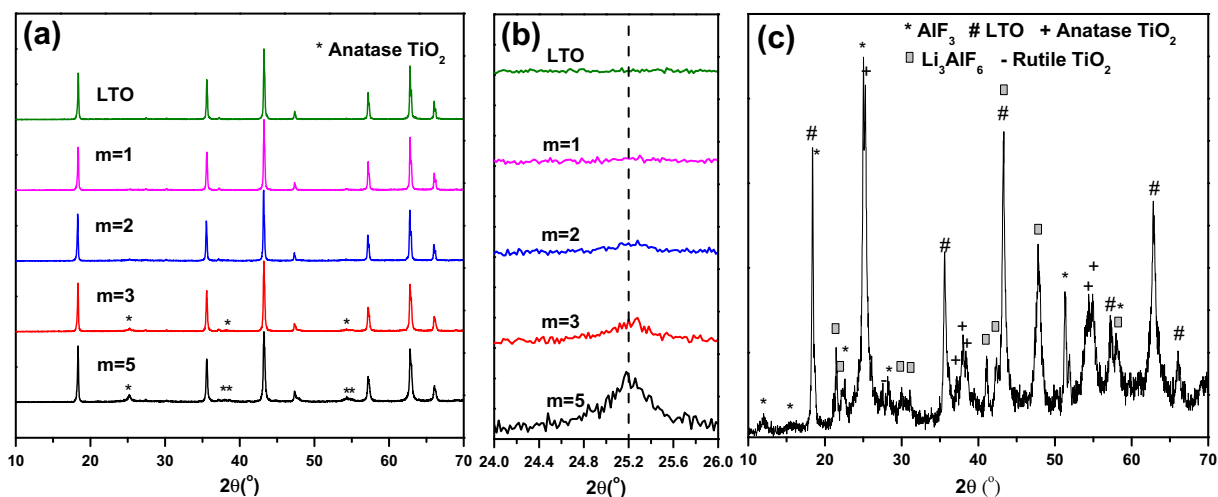 (a)
* Anatase TiO2
LTO
m=1
m=2
m=3
* * *
m=5
* ** **
10 20 30 40 50 60 70
2θ(°)
(b)
LTO
m=1
m=2
m=3
m=5
24.0 24.4 24.8 25.2 25.6 26.0
2θ(°)
(c)
* AlF3 # LTO + Anatase TiO2
Li3AlF6 - Rutile TiO2
10 20 30 40 50 60 70
2θ (°)